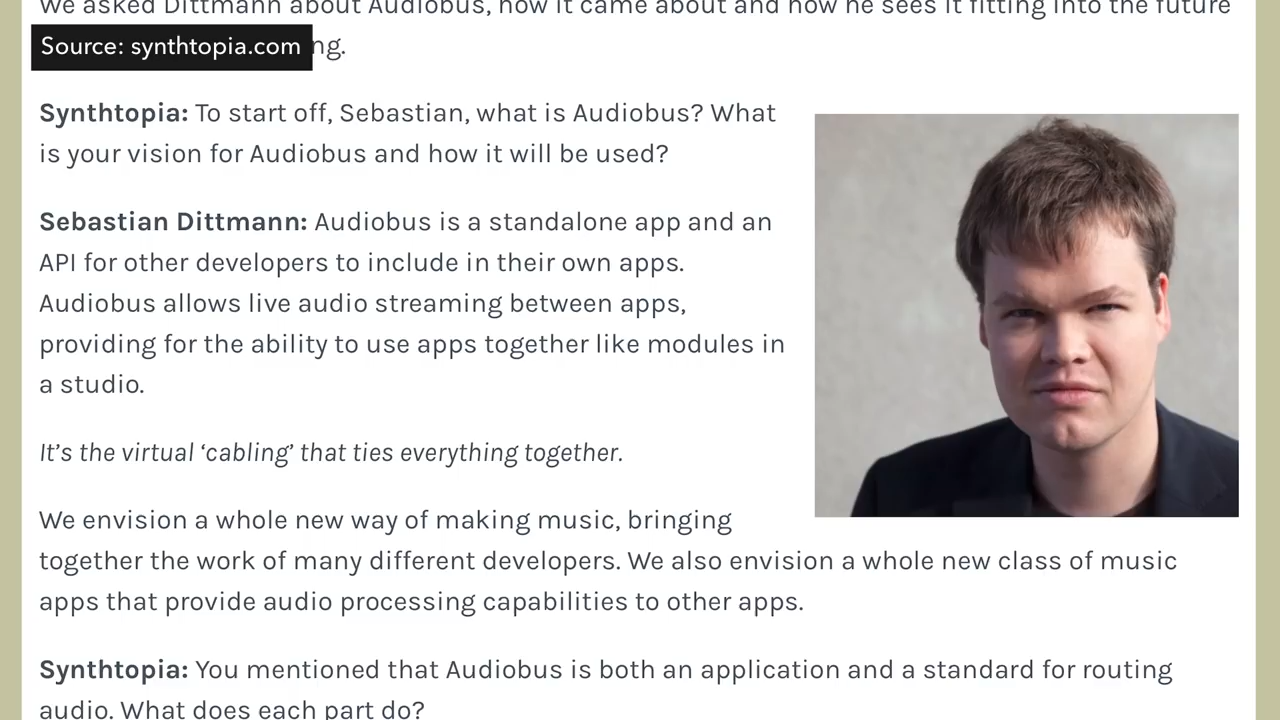 We asked Dittmann about Audiobus, how it came about and how he sees it fitting into the future
Source: synthtopia.com ng.
Synthtopia: To start off, Sebastian, what is Audiobus? What
is your vision for Audiobus and how it will be used?
Sebastian Dittmann: Audiobus is a standalone app and an
API for other developers to include in their own apps.
Audiobus allows live audio streaming between apps,
providing for the ability to use apps together like modules in
a studio.
It’s the virtual ‘cabling’ that ties everything together.
We envision a whole new way of making music, bringing
together the work of many different developers. We also envision a whole new class of music
apps that provide audio processing capabilities to other apps.
Synthtopia: You mentioned that Audiobus is both an application and a standard for routing
audio. What does each part do?